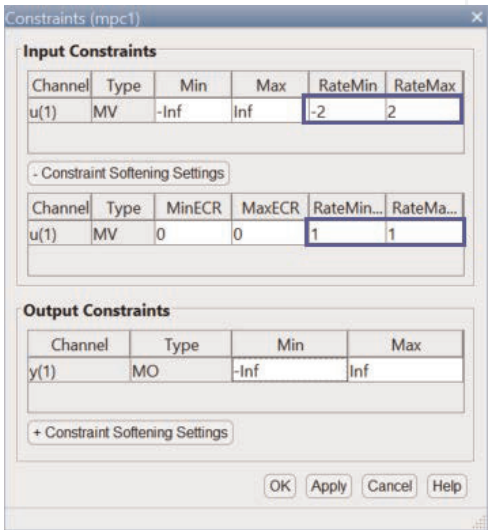 Constraints (mpc1)
Input Constraints
Channel Type Min Max RateMin RateMax
u(1) MV -Inf Inf -2 2
- Constraint Softening Settings
Channel Type MinECR MaxECR RateMin... RateMa...
u(1) MV 0 0 1 1
Output Constraints
Channel Type Min Max
y(1) MO -Inf Inf
+ Constraint Softening Settings
OK Apply Cancel Help